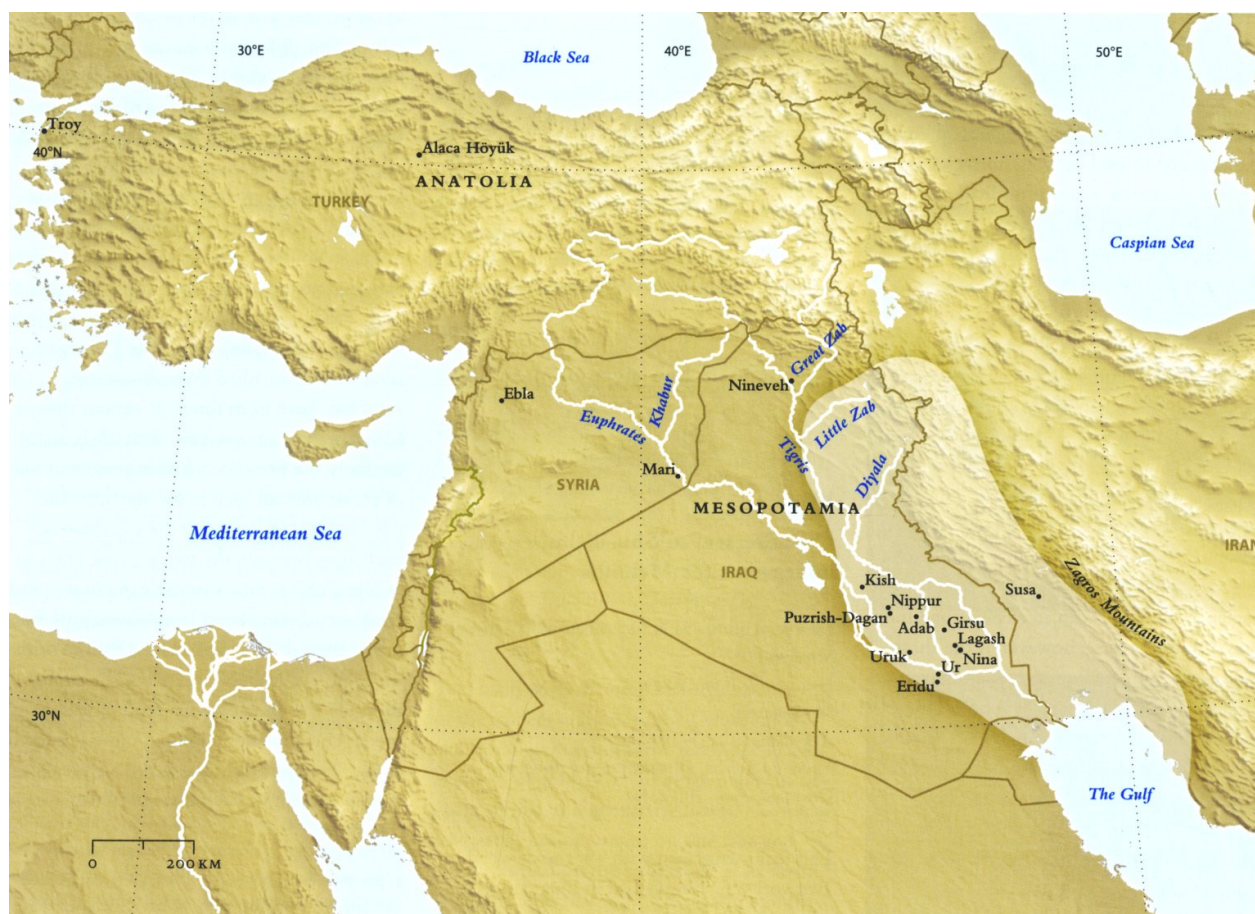 30°E
40°E
50°E
Black Sea
Troy
40°N
Alaca Höyük
ANATOLIA
TURKEY
Caspian Sea
Great Zab
Nineveh
Ebla
Khabur
Euphrates
Little Zab
Tigris
Mari
Diyala
SYRIA
MESOPOTAMIA
Mediterranean Sea
IRAN
IRAQ
Zagros Mountains
Kish
Susa
Nippur
Puzrish-Dagan
Adab
Girsu
Lagash
Uruk
Nina
Ur
Eridu
30°N
The Gulf
0 200 KM